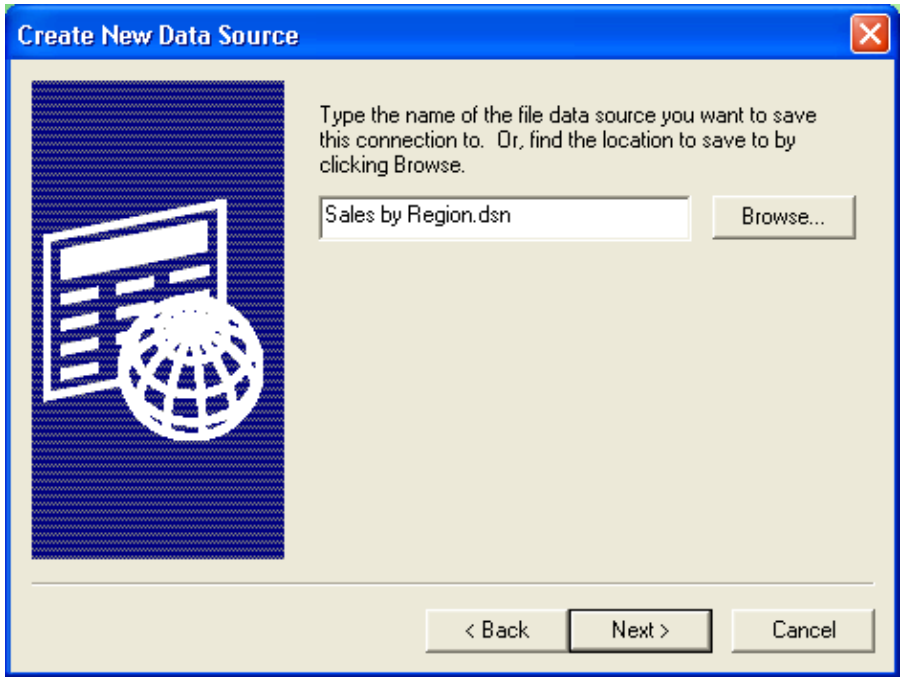 Create New Data Source
Type the name of the file data source you want to save
this connection to.  Or, find the location to save to by
clicking Browse.
Sales by Region.dsn
Browse...
< Back
Next >
Cancel